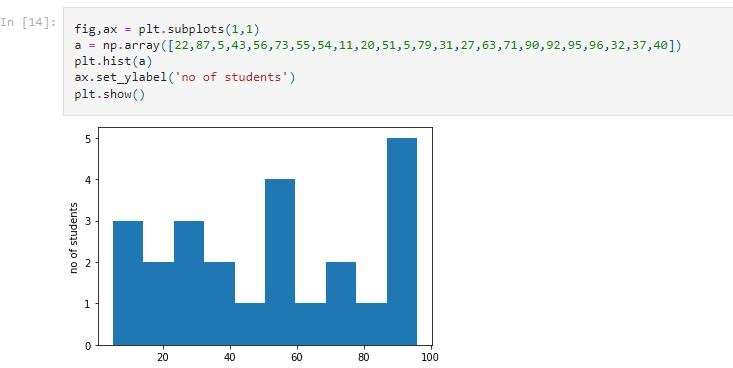 In [14]:
fig,ax = plt.subplots(1,1)
a = np.array([22,87,5,43,56,73,55,54,11,20,51,5,79,31,27,63,71,90,92,95,96,32,37,40])
plt.hist(a)
ax.set_ylabel('no of students')
plt.show()
5
4
3
2
1
0
no of students
20 40 60 80 100